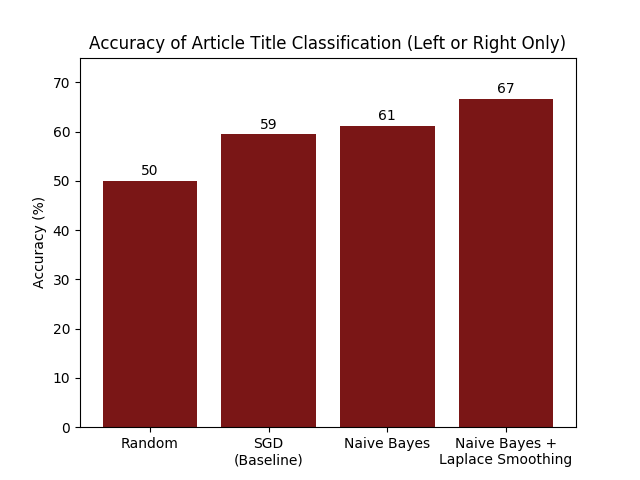 Accuracy of Article Title Classification (Left or Right Only)
Accuracy (%)
70
60
50
40
30
20
10
0
50
59
61
67
Random
SGD
(Baseline)
Naive Bayes
Naive Bayes +
Laplace Smoothing